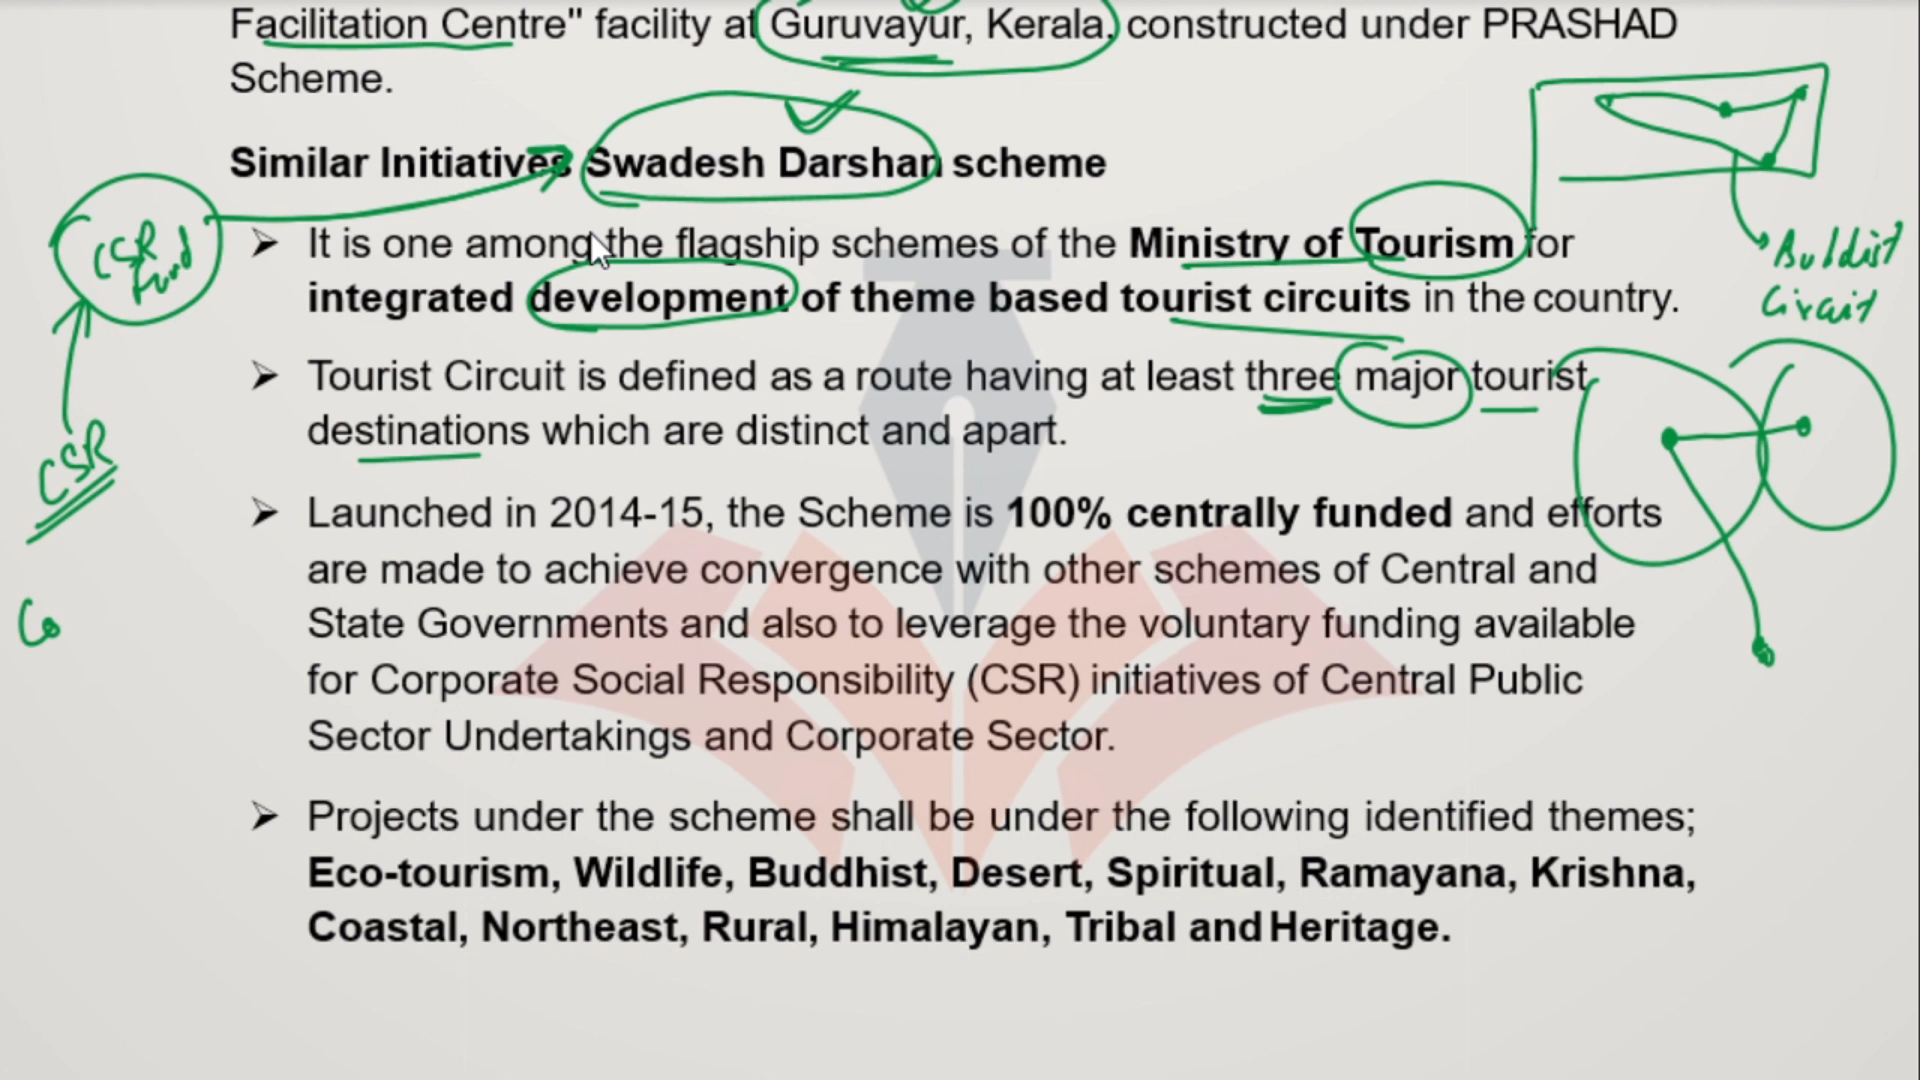 Facilitation Centre" facility at Guruvayur, Kerala, constructed under PRASHAD
Scheme.
Similar Initiatives Swadesh Darshan scheme
CSR
Fund
➢ It is one among the flagship schemes of the Ministry of Tourism for
integrated development of theme based tourist circuits in the country.
Buddist
Circuit
➢ Tourist Circuit is defined as a route having at least three major tourist
destinations which are distinct and apart.
CSR
➢ Launched in 2014-15, the Scheme is 100% centrally funded and efforts
are made to achieve convergence with other schemes of Central and
State Governments and also to leverage the voluntary funding available
for Corporate Social Responsibility (CSR) initiatives of Central Public
Sector Undertakings and Corporate Sector.
Co
➢ Projects under the scheme shall be under the following identified themes;
Eco-tourism, Wildlife, Buddhist, Desert, Spiritual, Ramayana, Krishna,
Coastal, Northeast, Rural, Himalayan, Tribal and Heritage.